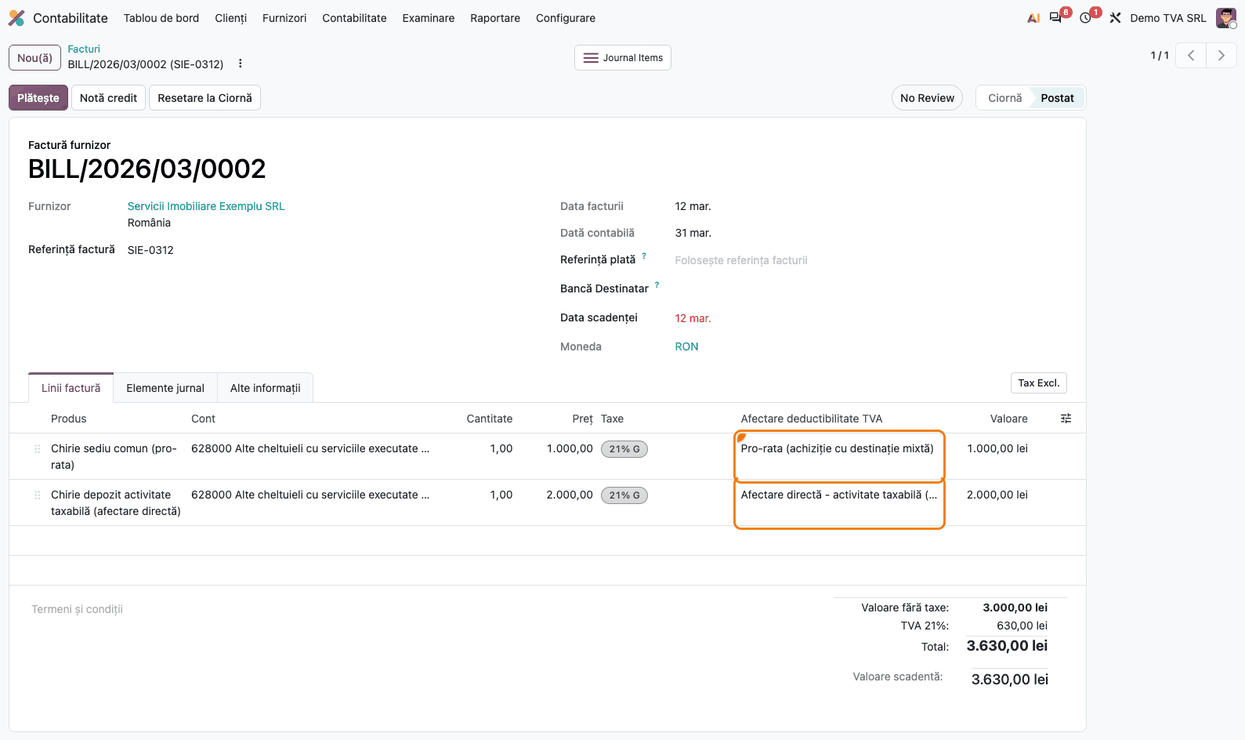 Contabilitate Tablou de bord Clienți Furnizori Contabilitate Examinare Raportare Configurare AI 6 1 Demo TVA SRL
Nou(ă) Facturi
BILL/2026/03/0002 (SIE-0312)
Journal Items
1 / 1
Plătește Notă credit Resetare la Ciornă No Review Ciornă Postat
Factură furnizor
BILL/2026/03/0002
Furnizor Servicii Imobiliare Exemplu SRL
România
Referință factură SIE-0312
Data facturii 12 mar.
Dată contabilă 31 mar.
Referință plată ? Folosește referința facturii
Bancă Destinatar ?
Data scadenței 12 mar.
Moneda RON
Linii factură Elemente jurnal Alte informații Tax Excl.
Produs Cont Cantitate Preț Taxe Afectare deductibilitate TVA Valoare
Chirie sediu comun (pro- 628000 Alte cheltuieli cu serviciile executate ... 1,00 1.000,00 21% G Pro-rata (achiziție cu destinație mixtă) 1.000,00 lei
rata)
Chirie depozit activitate 628000 Alte cheltuieli cu serviciile executate ... 1,00 2.000,00 21% G Afectare directă - activitate taxabilă (... 2.000,00 lei
taxabilă (afectare directă)
Termeni și condiții
Valoare fără taxe: 3.000,00 lei
TVA 21%: 630,00 lei
Total: 3.630,00 lei
Valoare scadentă: 3.630,00 lei